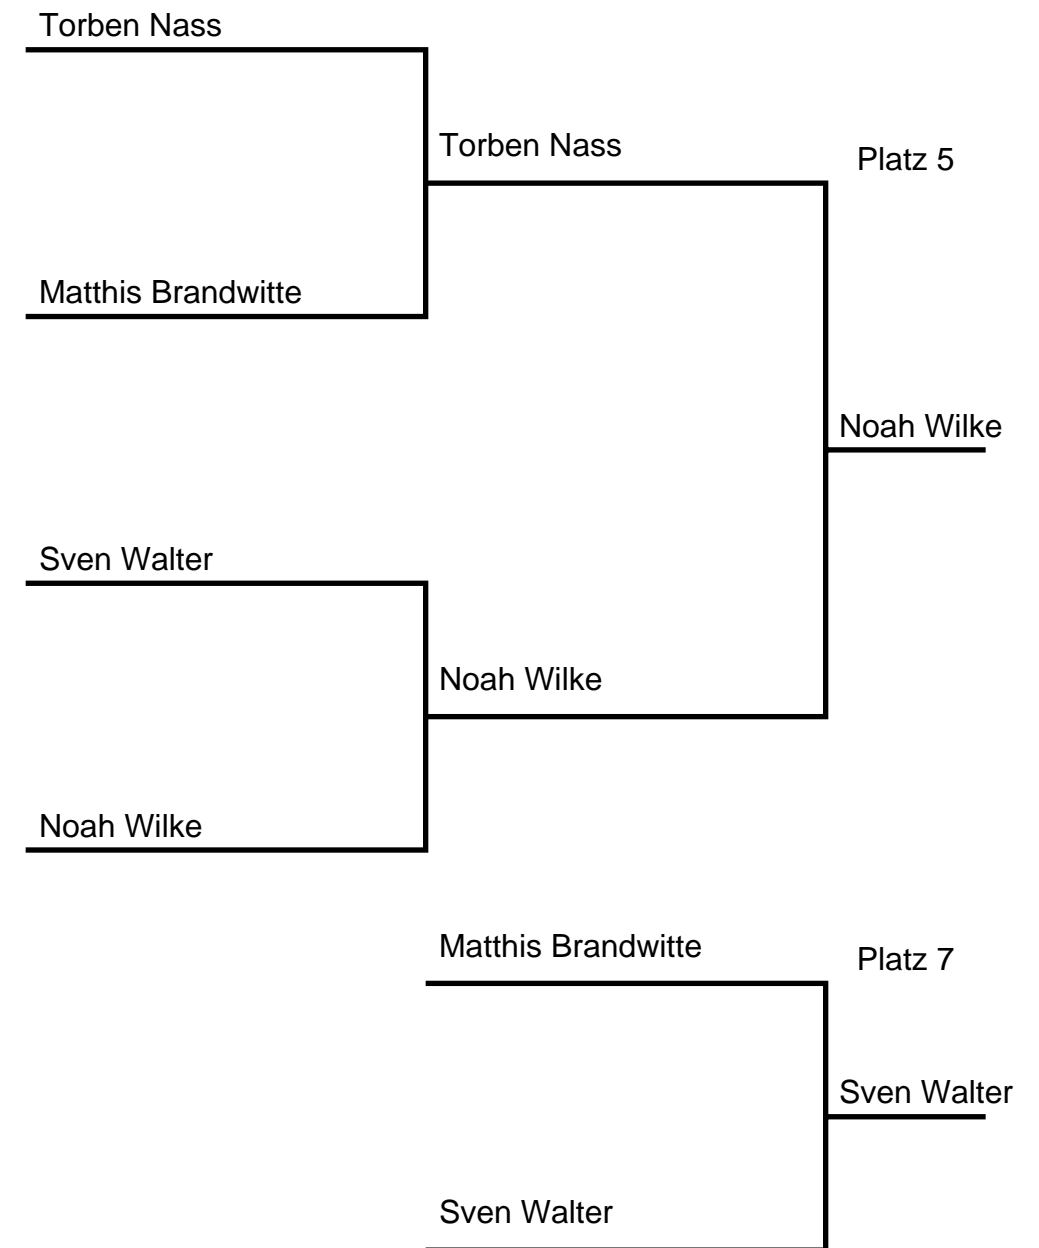 Torben Nass
Torben Nass
Platz 5
Matthis Brandwitte
Noah Wilke
Sven Walter
Noah Wilke
Noah Wilke
Matthis Brandwitte
Platz 7
Sven Walter
Sven Walter